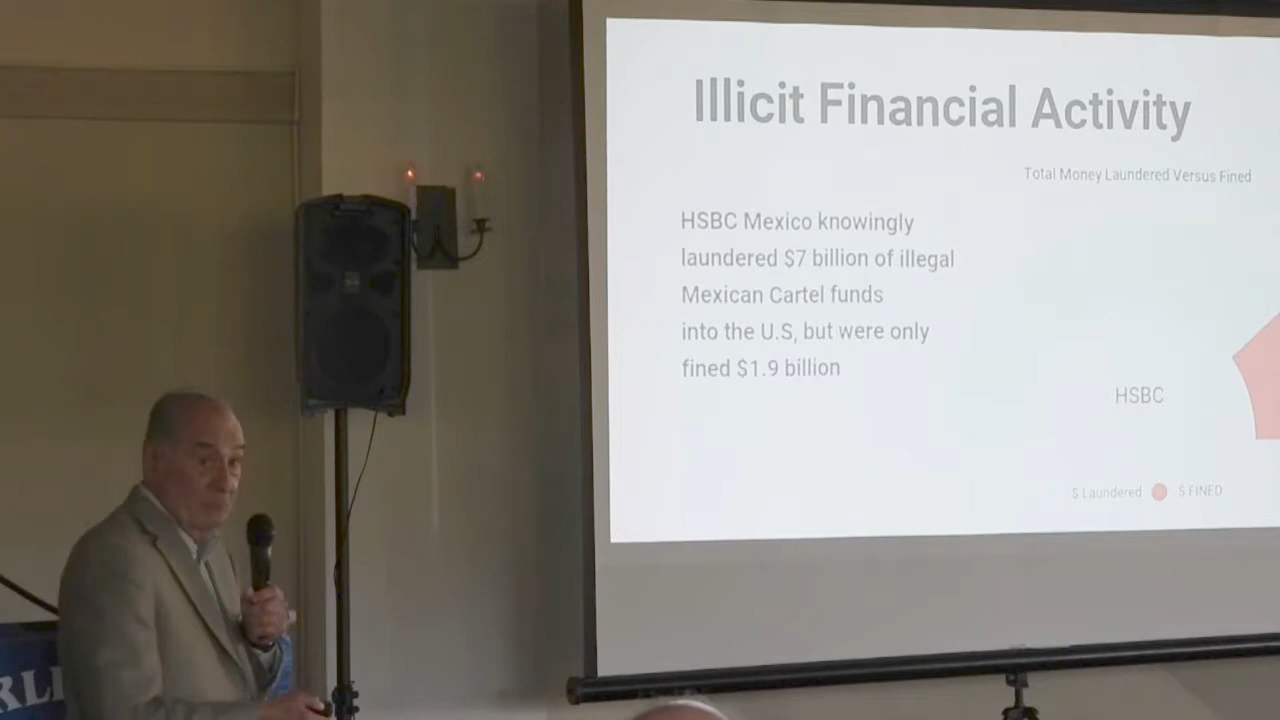 Illicit Financial Activity
Total Money Laundered Versus Fined
HSBC Mexico knowingly
laundered $7 billion of illegal
Mexican Cartel funds
into the U.S, but were only
fined $1.9 billion
HSBC
$ Laundered $ FINED
RLI